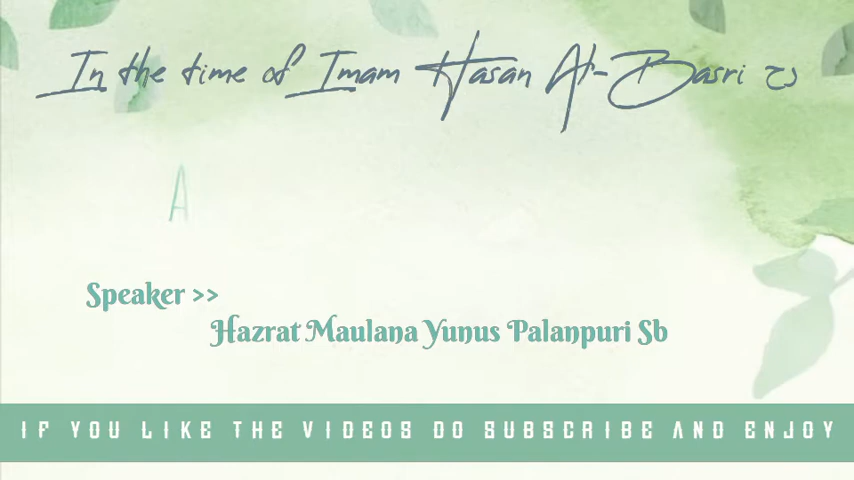 In the time of Imam Hasan Al-Basri رح
A
Speaker >>
Hazrat Maulana Yunus Palanpuri Sb
IF YOU LIKE THE VIDEOS DO SUBSCRIBE AND ENJOY